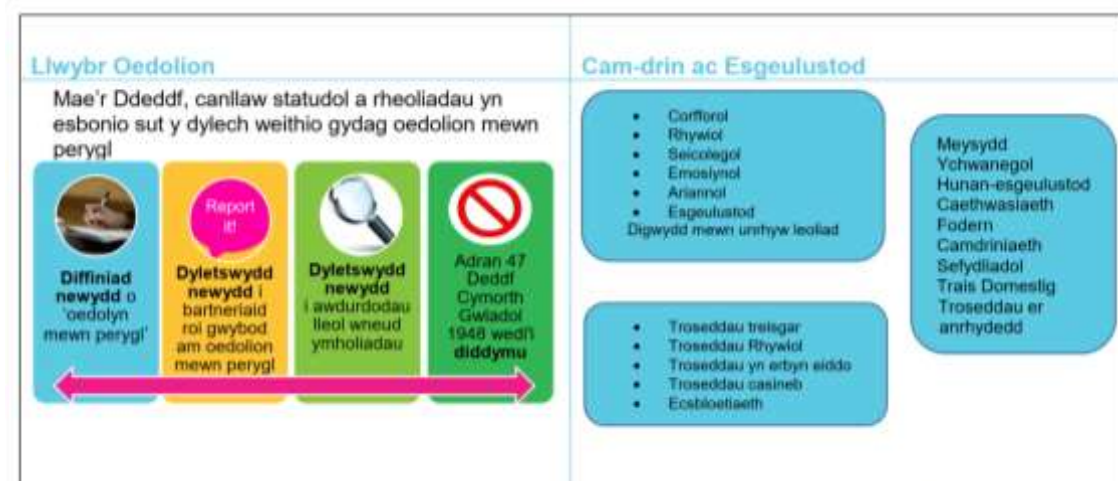 Llwybr Oedolion
Mae'r Ddeddf, canllaw statudol a rheoliadau yn
esbonio sut y dylech weithio gydag oedolion mewn
perygl
Diffiniad
newydd o
'oedolyn
mewn perygl'
Report
it!
Dyletswydd
newydd i
bartneriaid
roi gwybod
am oedolion
mewn perygl
Dyletswydd
newydd
i awdurdodau
lleol wneud
ymholiadau
Adran 47
Deddf
Cymorth
Gwladol
1948 wedi'i
diddymu
Cam-drin ac Esgeulustod
• Corfforol
• Rhywiol
• Seicolegol
• Emosiynol
• Ariannol
• Esgeulustod
Digwydd mewn unrhyw leoliad
• Troseddau treisgar
• Troseddau Rhywiol
• Troseddau yn erbyn eiddo
• Troseddau casineb
• Ecsbloetiaeth
Meysydd
Ychwanegol
Hunan-esgeulustod
Caethwasiaeth
Fodern
Camdriniaeth
Sefydliadol
Trais Domestig
Troseddau er
anrhydedd